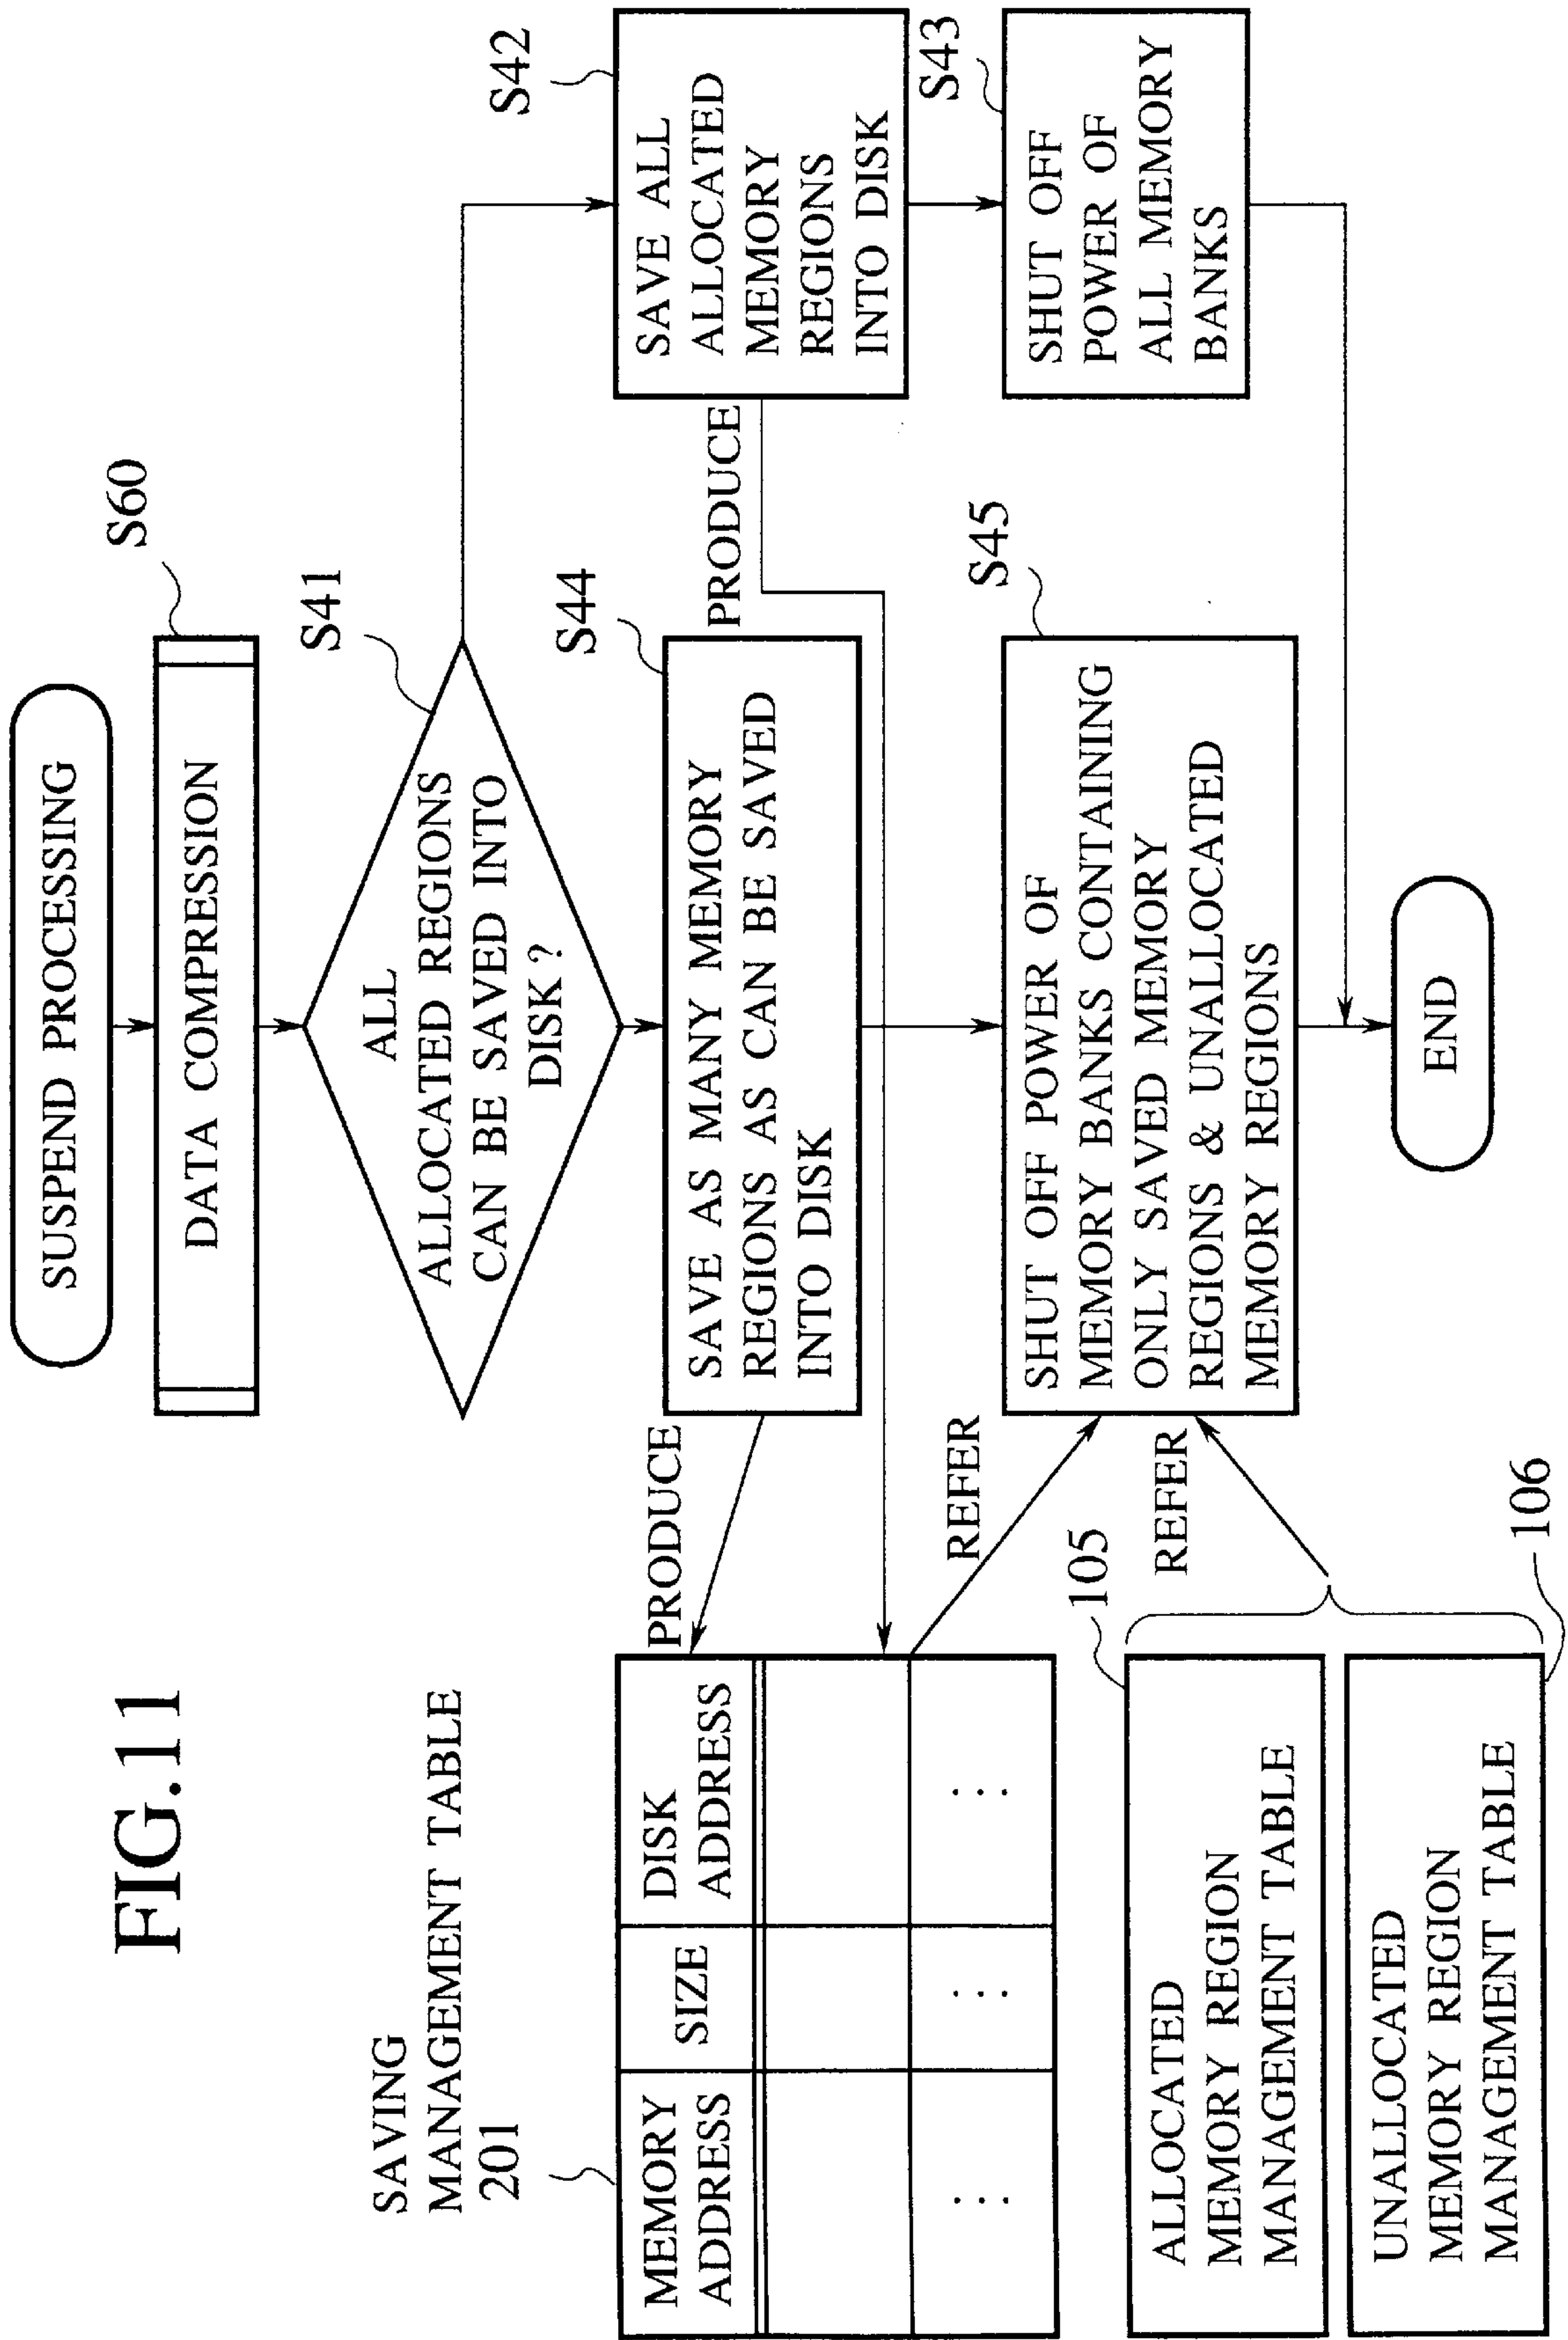 FIG.11
SUSPEND PROCESSING
S60
DATA COMPRESSION
S41
ALL
ALLOCATED REGIONS
CAN BE SAVED INTO
DISK?
S42
SAVE ALL
ALLOCATED
MEMORY
REGIONS
INTO DISK
S43
SHUT OFF
POWER OF
ALL MEMORY
BANKS
PRODUCE
S44
SAVE AS MANY MEMORY
REGIONS AS CAN BE SAVED
INTO DISK
PRODUCE
S45
SHUT OFF POWER OF
MEMORY BANKS CONTAINING
ONLY SAVED MEMORY
REGIONS & UNALLOCATED
MEMORY REGIONS
END
SAVING
MANAGEMENT TABLE
201
MEMORY
ADDRESS
SIZE
DISK
ADDRESS
...
...
...
REFER
REFER
105
ALLOCATED
MEMORY REGION
MANAGEMENT TABLE
106
UNALLOCATED
MEMORY REGION
MANAGEMENT TABLE